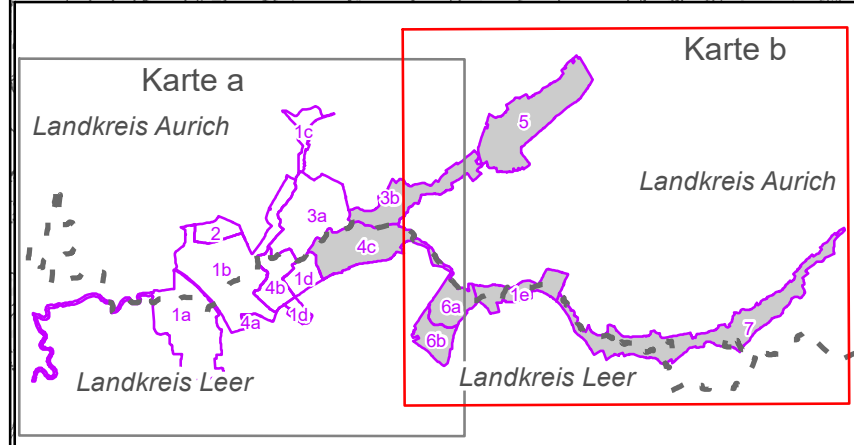 Karte a
Karte b
Landkreis Aurich
1c
5
Landkreis Aurich
3b
3a
2
4c
1b
4b
1d
1e
6a
1a
4a
1d
7
6b
Landkreis Leer
Landkreis Leer